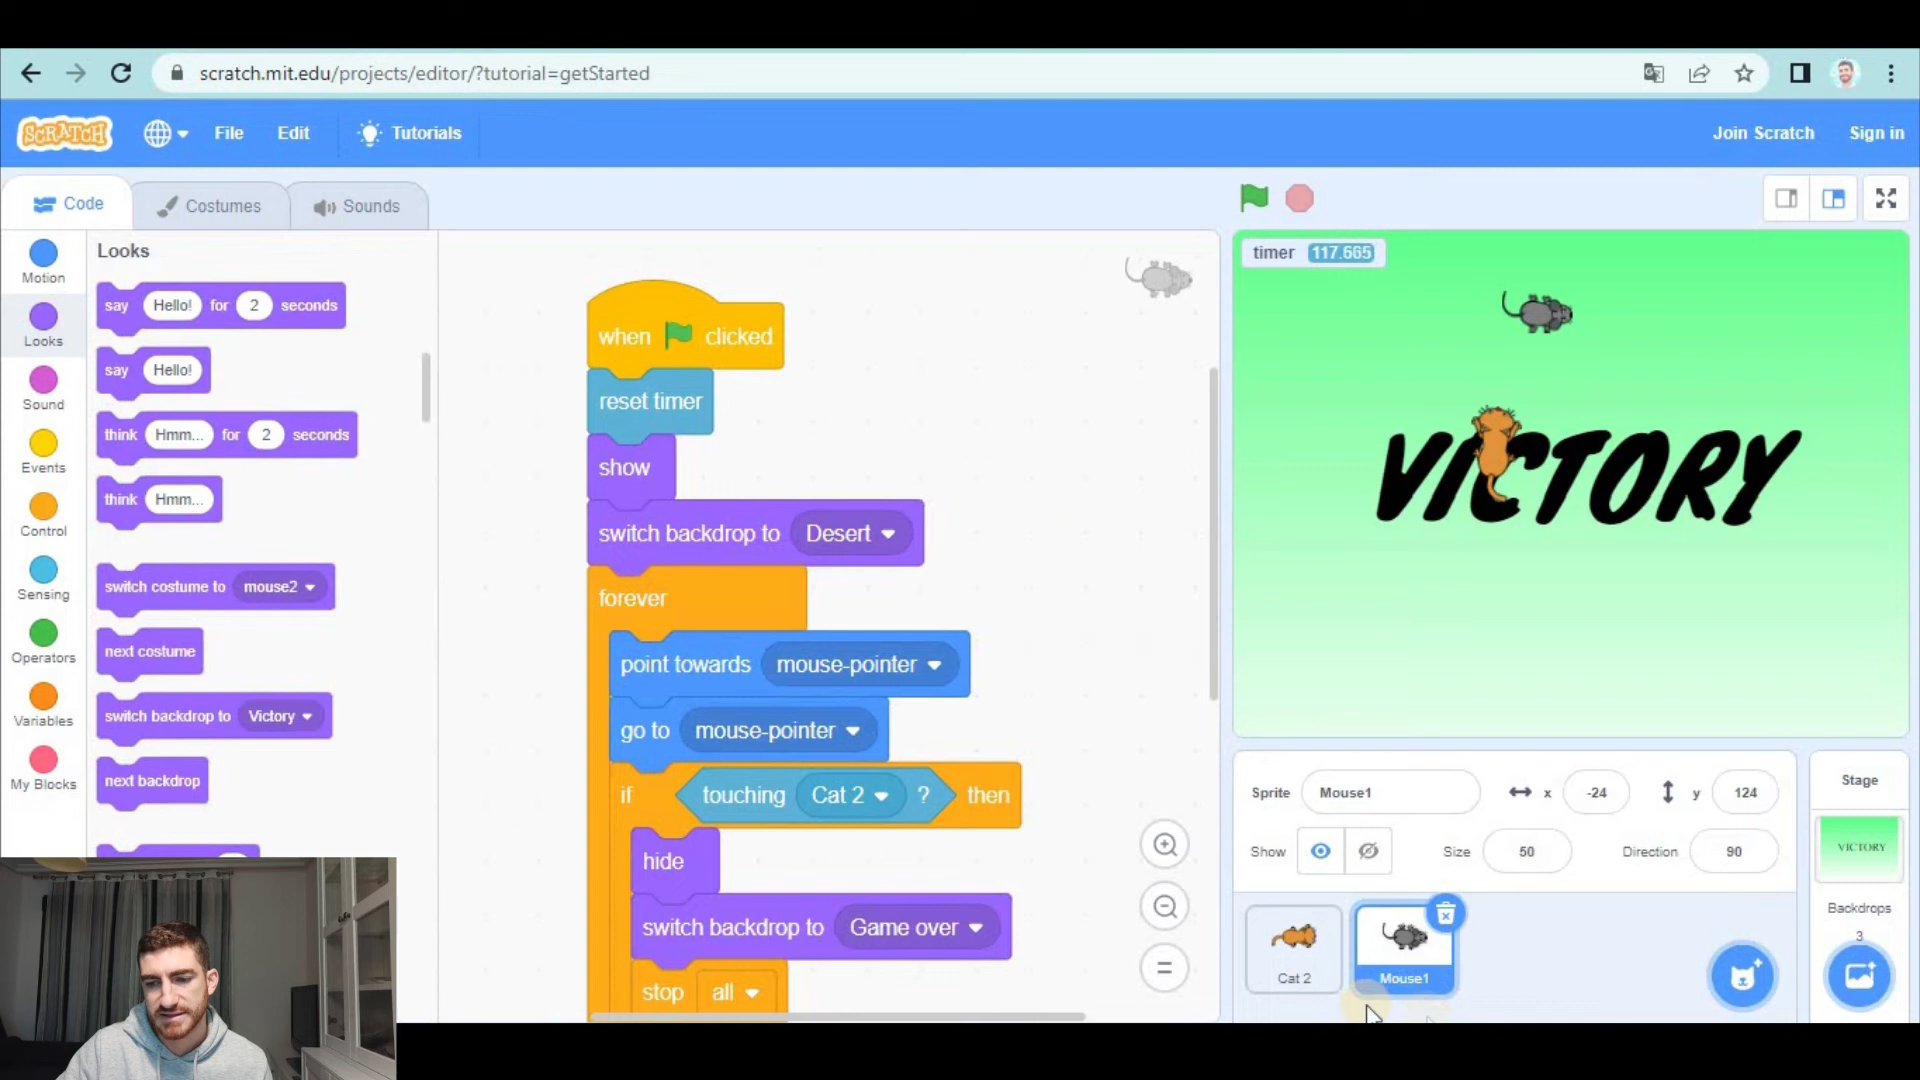 scratch.mit.edu/projects/editor/?tutorial=getStarted
SCRATCH File Edit Tutorials Join Scratch Sign in
Code Costumes Sounds
Motion
Looks
Sound
Events
Control
Sensing
Operators
Variables
My Blocks
Looks
say Hello! for 2 seconds
say Hello!
think Hmm... for 2 seconds
think Hmm...
switch costume to mouse2
next costume
switch backdrop to Victory
next backdrop
when clicked
reset timer
show
switch backdrop to Desert
forever
point towards mouse-pointer
go to mouse-pointer
if touching Cat 2 ? then
hide
switch backdrop to Game over
stop all
timer 117.565
VICTORY
Sprite Mouse1 x -24 y 124
Show Size 50 Direction 90
Cat 2 Mouse1
Stage
VICTORY
Backdrops
3